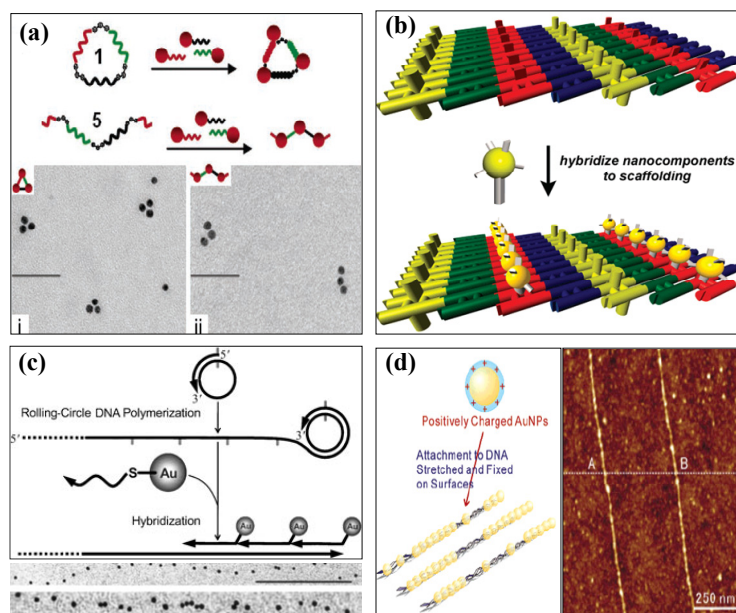 (a)
1
5
i
ii
(b)
hybridize nanocomponents
to scaffolding
(c)
5'
3'
Rolling-Circle DNA Polymerization
3'
5'
S
Au
Hybridization
Au
Au
Au
(d)
Positively Charged AuNPs
Attachment to DNA
Stretched and Fixed
on Surfaces
A
B
250 nm